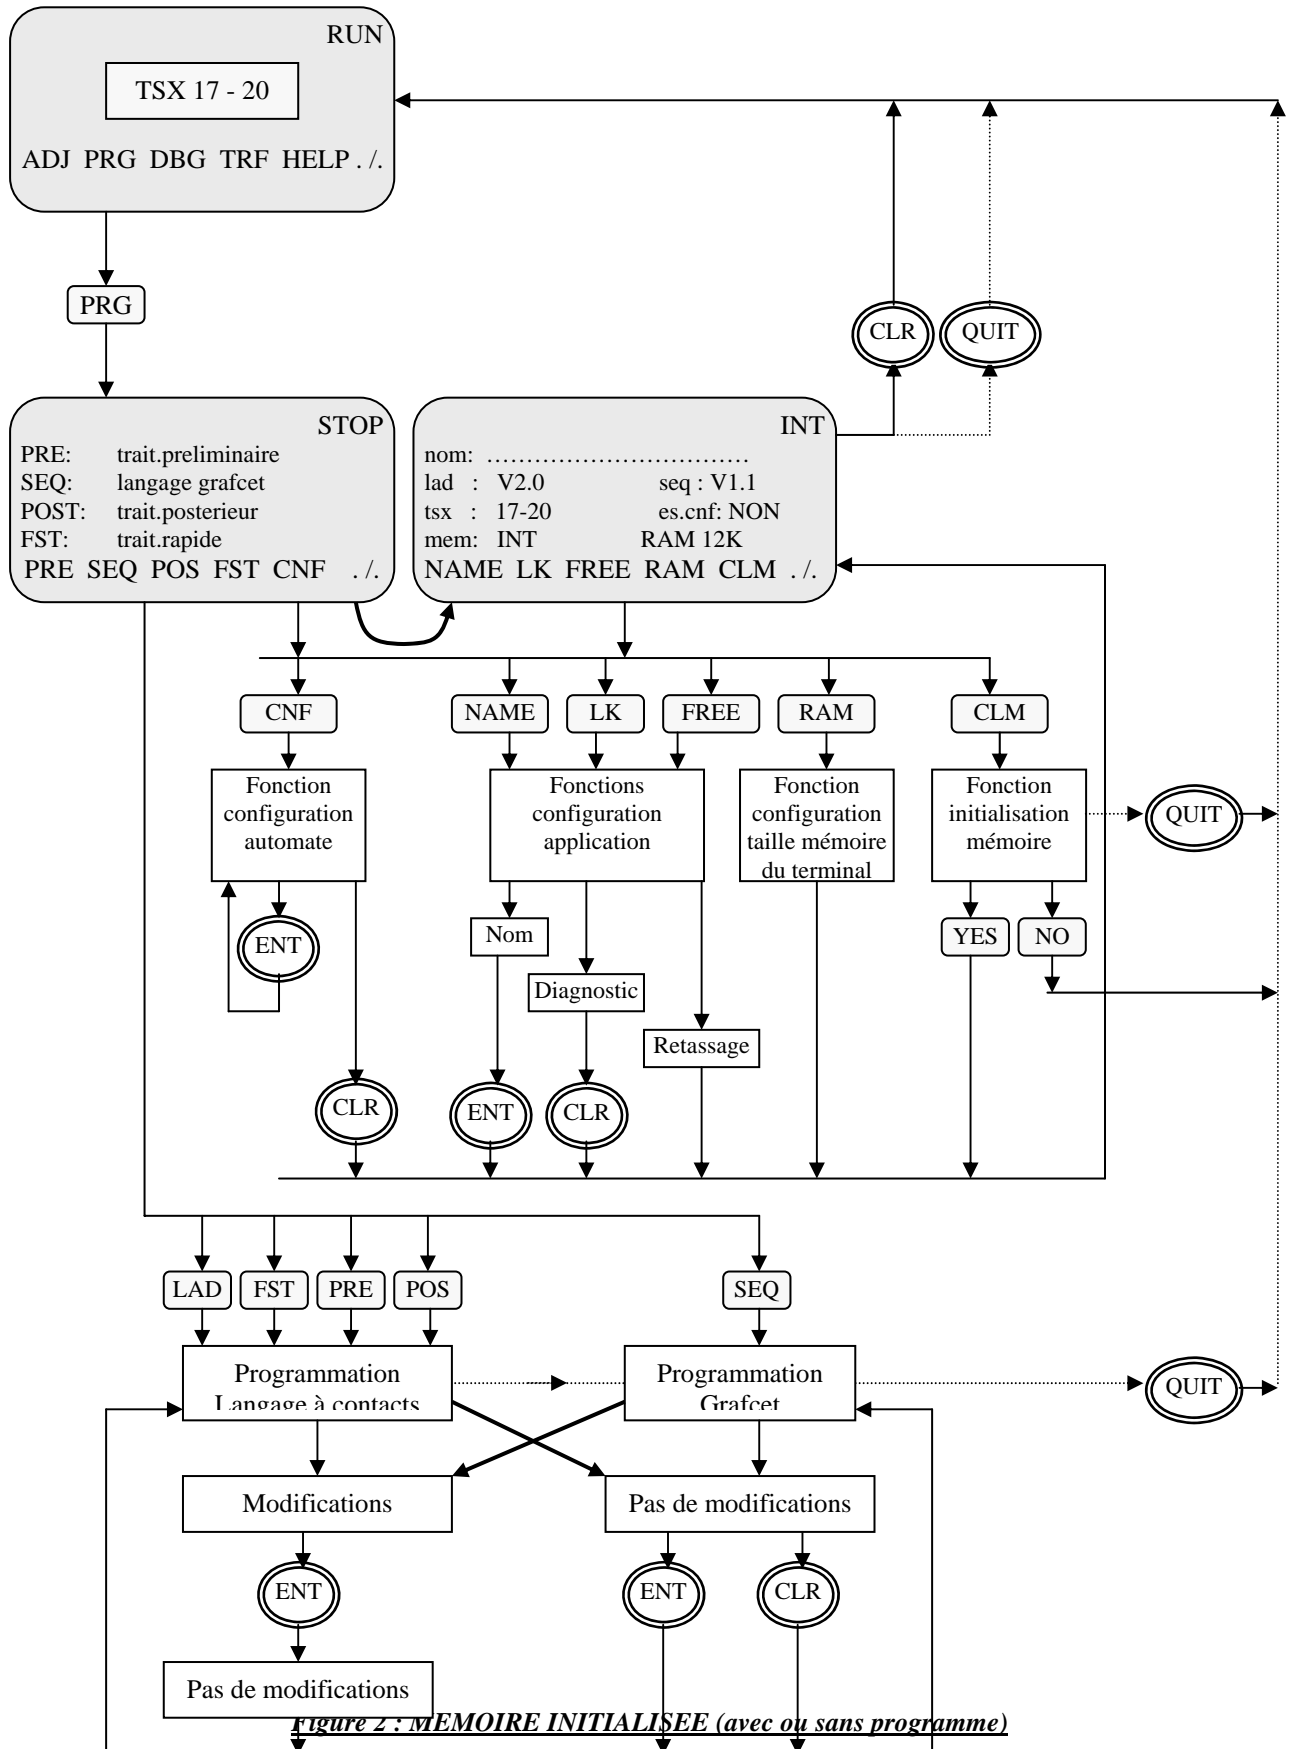 RUN
TSX 17 - 20
ADJ PRG DBG TRF HELP . /.
PRG
CLR
QUIT
STOP
PRE: trait.preliminaire
SEQ: langage grafcet
POST: trait.posterieur
FST: trait.rapide
PRE SEQ POS FST CNF . /.
INT
nom: ................................
lad : V2.0 seq : V1.1
tsx : 17-20 es.cnf: NON
mem: INT RAM 12K
NAME LK FREE RAM CLM . /.
CNF
NAME
LK
FREE
RAM
CLM
Fonction
configuration
automate
Fonctions
configuration
application
Fonction
configuration
taille mémoire
du terminal
Fonction
initialisation
mémoire
QUIT
ENT
Nom
YES
NO
Diagnostic
Retassage
CLR
ENT
CLR
LAD
FST
PRE
POS
SEQ
Programmation
Langage à contacts
Programmation
Grafcet
QUIT
Modifications
Pas de modifications
ENT
ENT
CLR
Pas de modifications
Figure 2 : MEMOIRE INITIALISEE (avec ou sans programme)